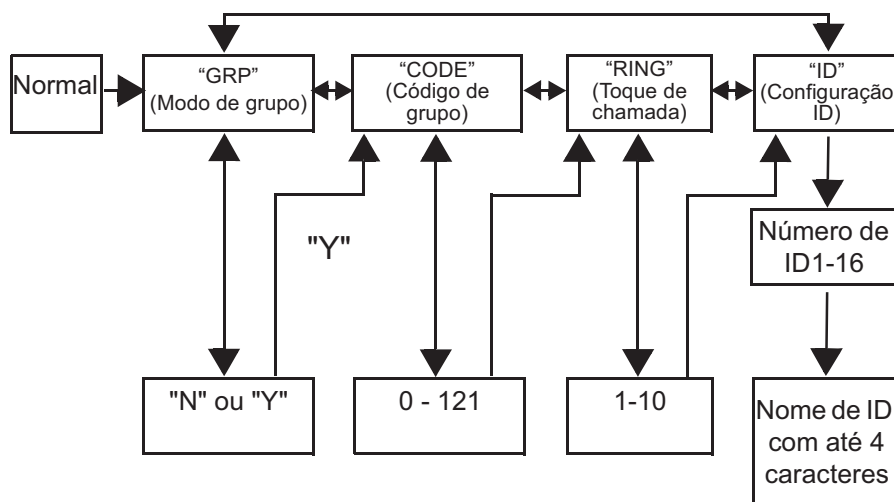 Normal
“GRP”
(Modo de grupo)
“CODE”
(Código de
grupo)
“RING”
(Toque de
chamada)
“ID”
(Configuração
ID)
"Y"
Número de
ID1-16
"N" ou "Y"
0 - 121
1-10
Nome de ID
com até 4
caracteres